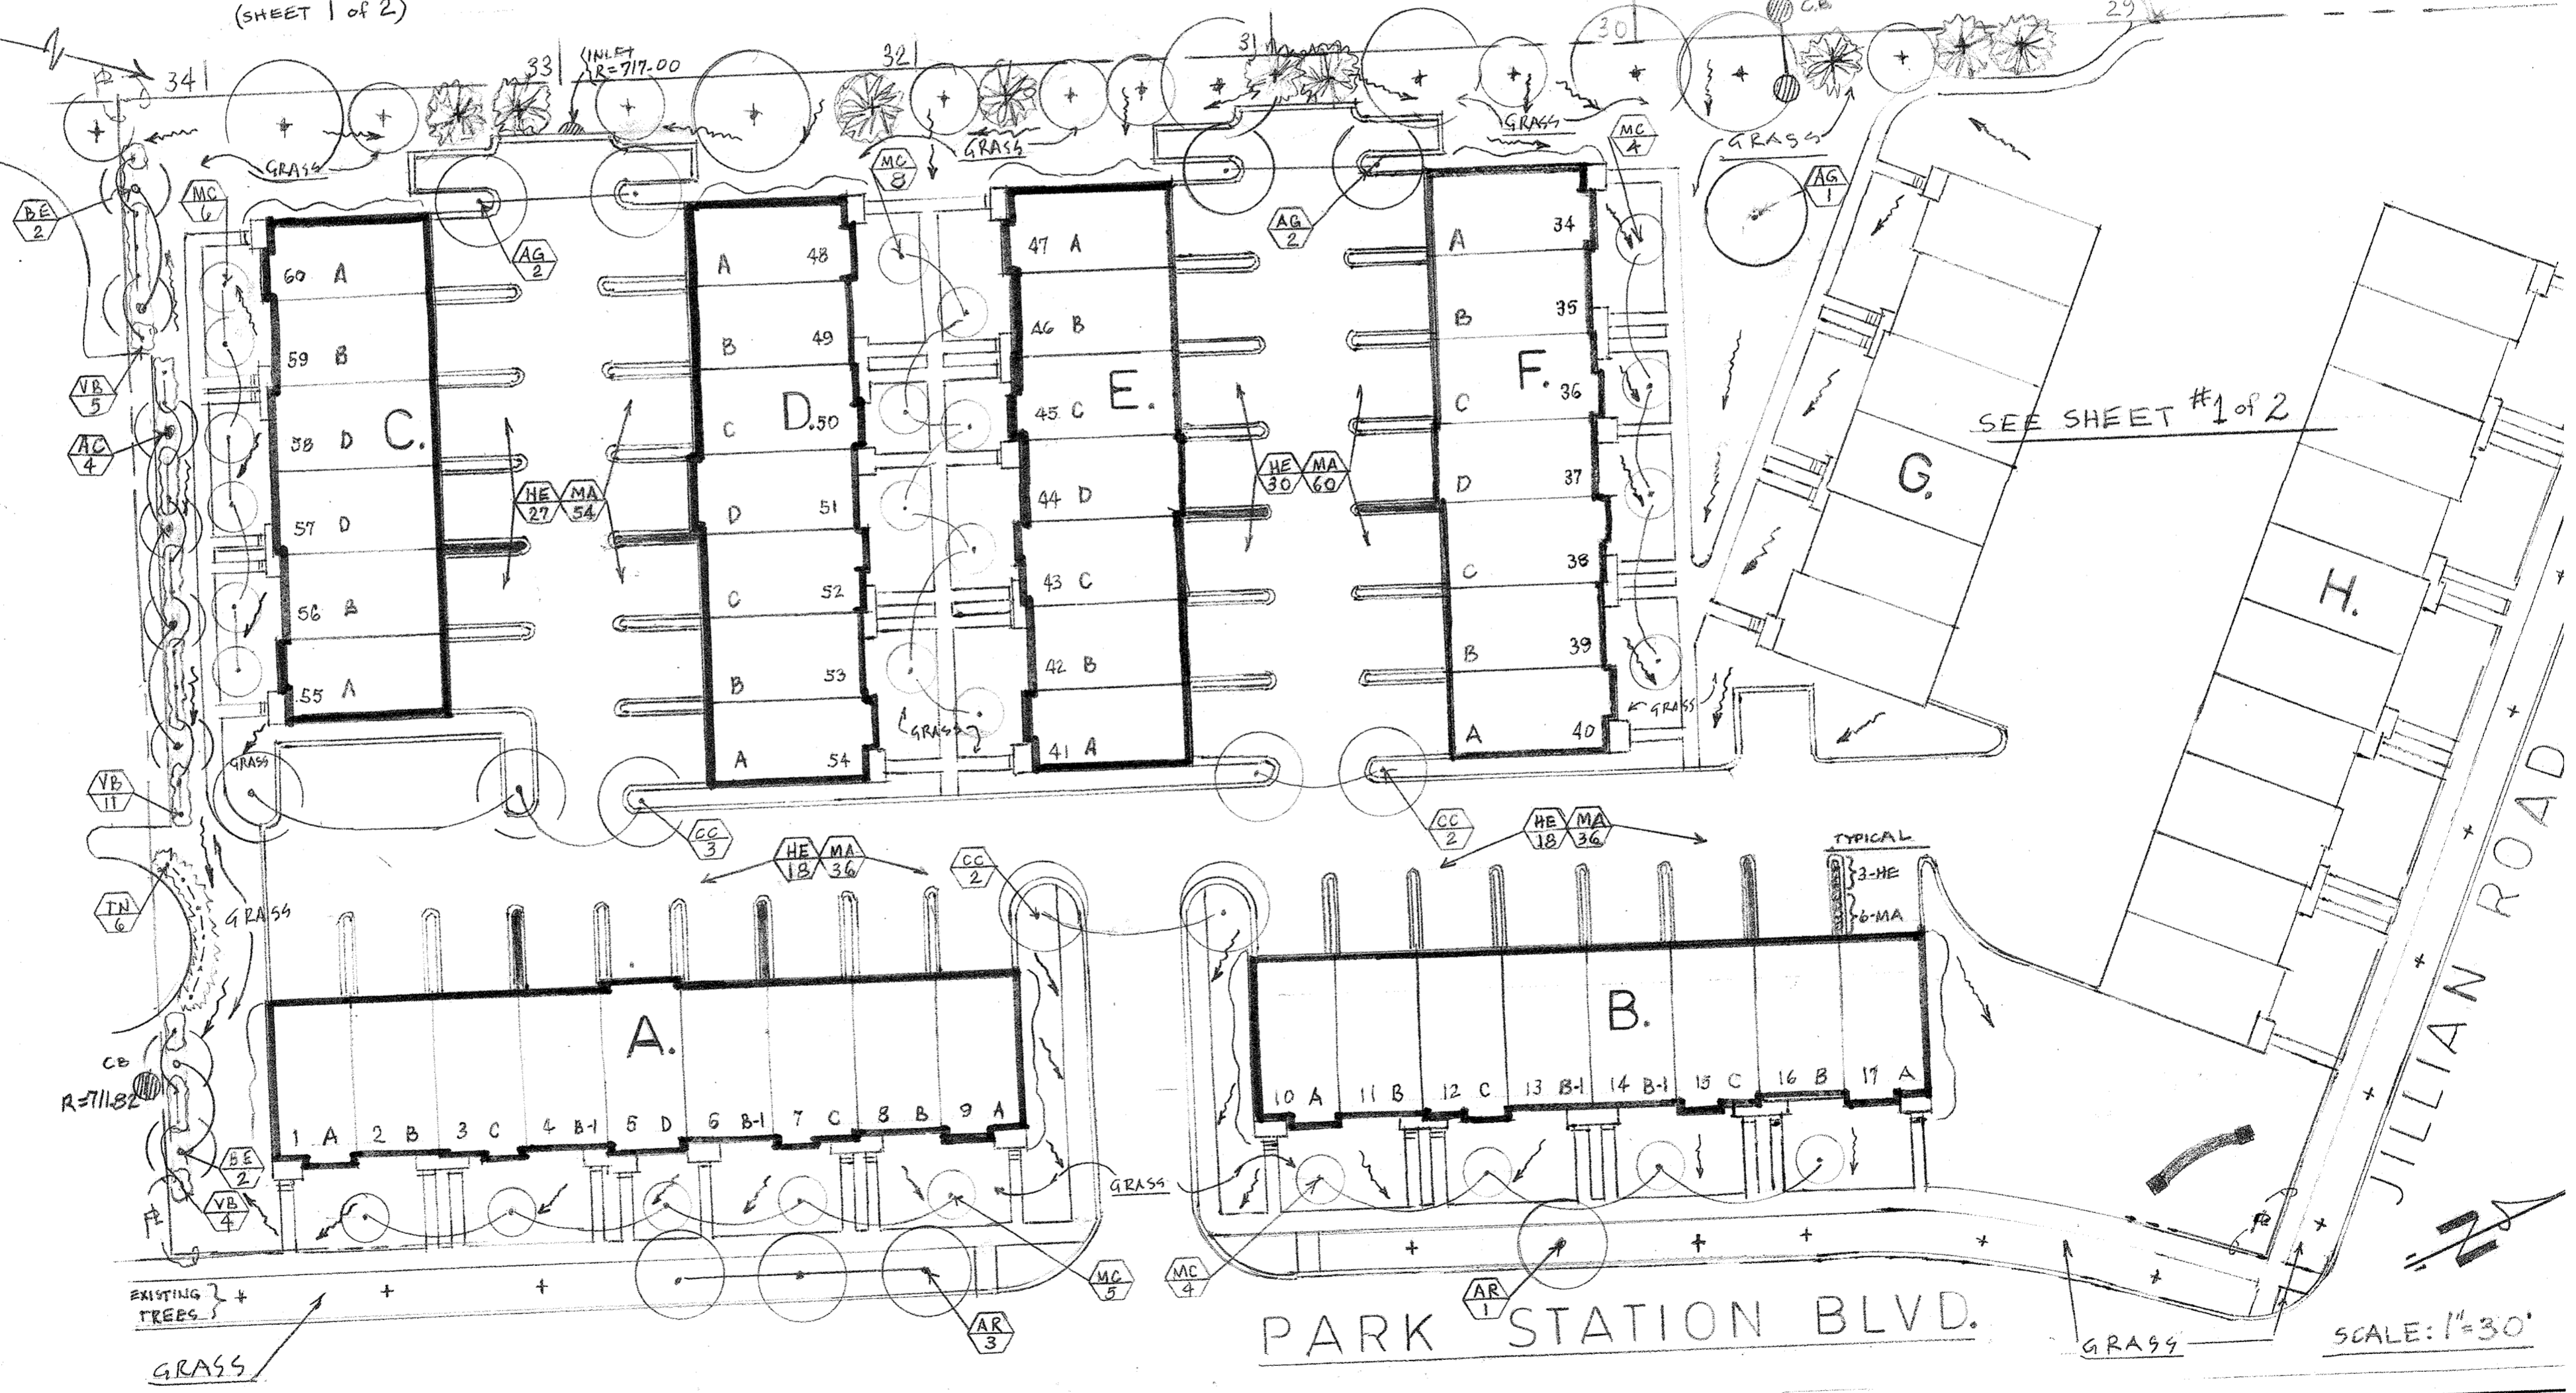 (SHEET 1 of 2)
C.B.
34
33
INLET
R=717.00
32
31
30
29
GRASS
GRASS
GRASS
GRASS
BE
2
MC
6
AG
2
MC
8
AG
2
MC
4
AG
1
60 A
59 B
58 D
57 D
56 B
55 A
C.
A 48
B 49
C 50
D 51
C 52
B 53
A 54
D.
47 A
46 B
45 C
44 D
43 C
42 B
41 A
E.
A 34
B 35
C 36
D 37
C 38
B 39
A 40
F.
G.
H.
SEE SHEET #1 of 2
VB
5
AC
4
HE
27
MA
54
HE
30
MA
60
GRASS
GRASS
GRASS
VB
11
CC
3
HE
18
MA
36
CC
2
CC
2
HE
18
MA
36
TYPICAL
3-HE
6-MA
TN
6
GRASS
A.
B.
CB
R=711.82
1 A 2 B 3 C 4 B-1 5 D 6 B-1 7 C 8 B 9 A
10 A 11 B 12 C 13 B-1 14 B-1 15 C 16 B 17 A
BE
2
VB
4
GRASS
MC
5
MC
4
AR
3
AR
1
EXISTING
TREES
GRASS
PARK STATION BLVD.
JILLIAN ROAD
N
GRASS
SCALE: 1"=30'